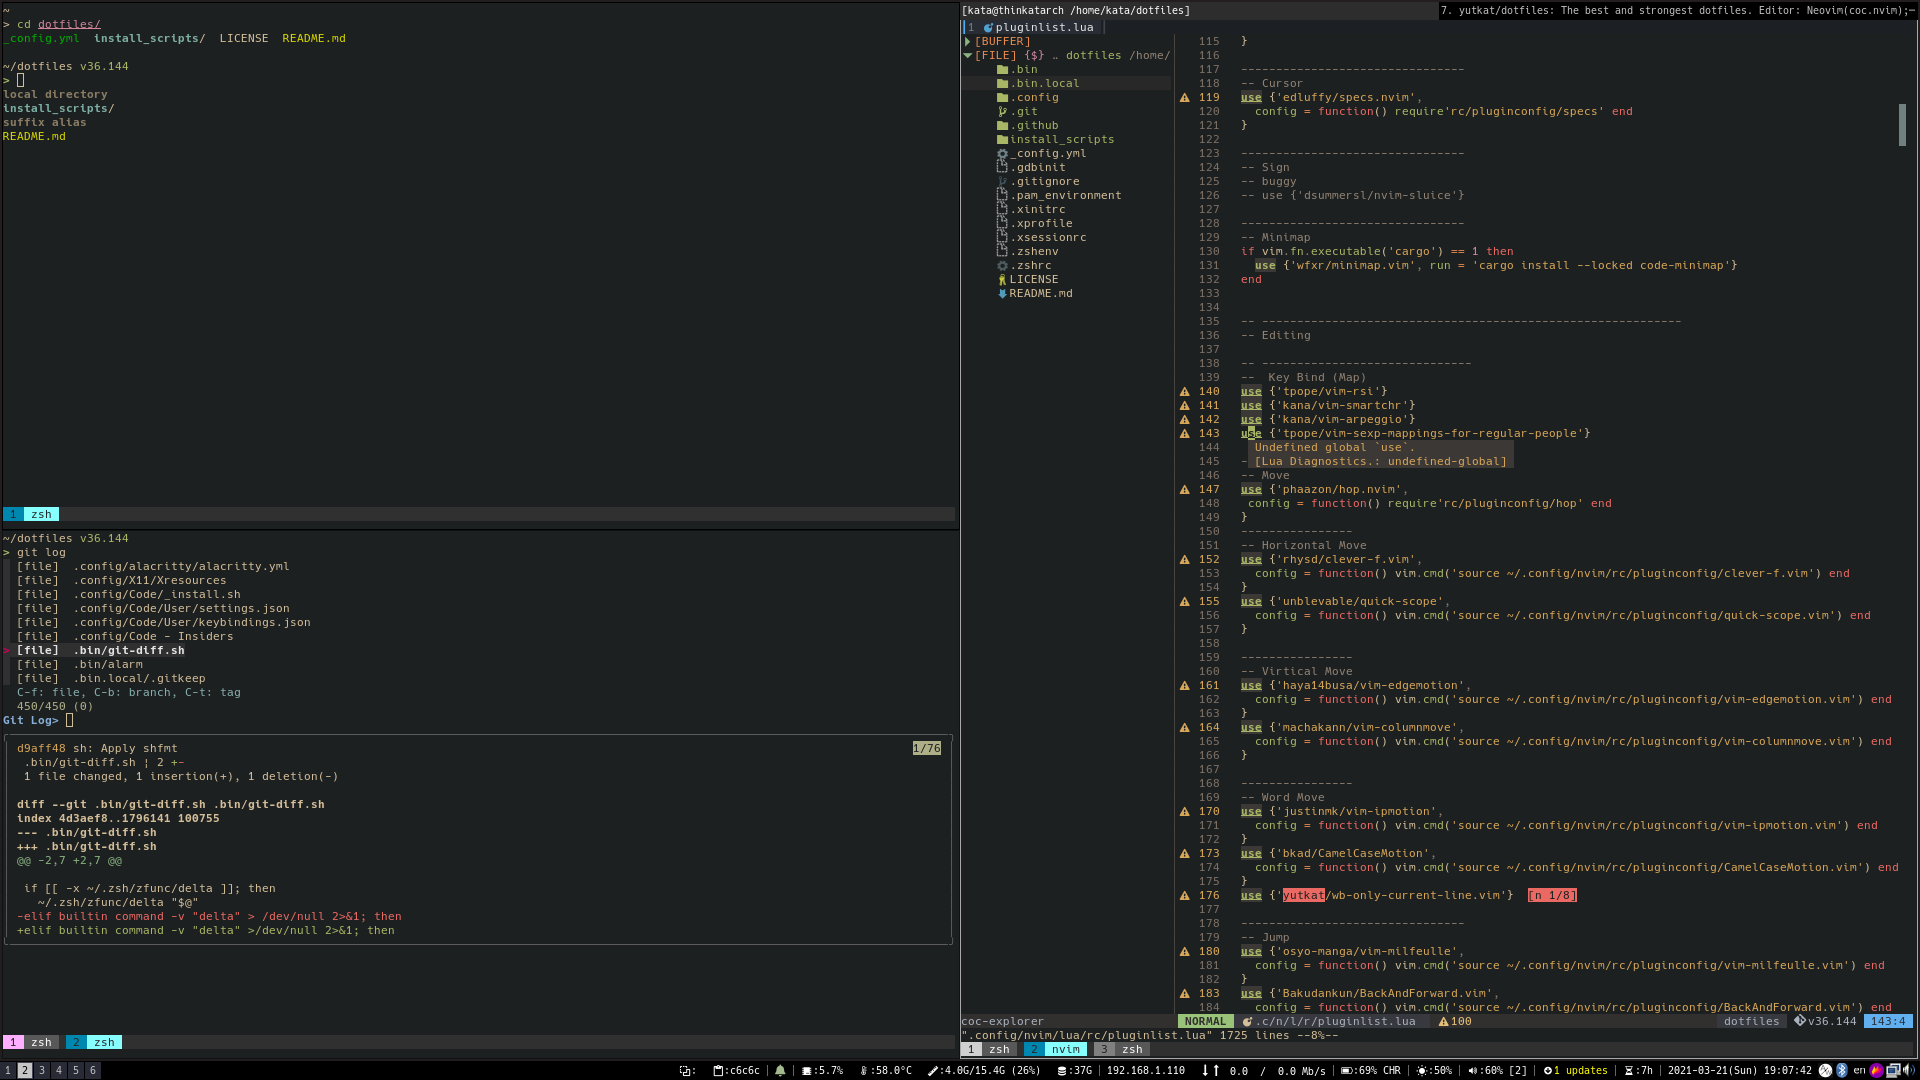 ~
> cd dotfiles/
_config.yml  install_scripts/  LICENSE  README.md
~/dotfiles v36.144
>
local directory
install_scripts/
suffix alias
README.md
1 zsh
~/dotfiles v36.144
> git log
[file]  .config/alacritty/alacritty.yml
[file]  .config/X11/Xresources
[file]  .config/Code/_install.sh
[file]  .config/Code/User/settings.json
[file]  .config/Code/User/keybindings.json
[file]  .config/Code - Insiders
> [file]  .bin/git-diff.sh
[file]  .bin/alarm
[file]  .bin.local/.gitkeep
C-f: file, C-b: branch, C-t: tag
450/450 (0)
Git Log>
d9aff48 sh: Apply shfmt 1/76
.bin/git-diff.sh ¦ 2 +-
1 file changed, 1 insertion(+), 1 deletion(-)
diff --git .bin/git-diff.sh .bin/git-diff.sh
index 4d3aef8..1796141 100755
--- .bin/git-diff.sh
+++ .bin/git-diff.sh
@@ -2,7 +2,7 @@
if [[ -x ~/.zsh/zfunc/delta ]]; then
~/.zsh/zfunc/delta "$@"
-elif builtin command -v "delta" > /dev/null 2>&1; then
+elif builtin command -v "delta" >/dev/null 2>&1; then
1 zsh 2 zsh
[kata@thinkatarch /home/kata/dotfiles]
7. yutkat/dotfiles: The best and strongest dotfiles. Editor: Neovim(coc.nvim);—
1 pluginlist.lua
[BUFFER]
[FILE] {$} .. dotfiles /home/
.bin
.bin.local
.config
.git
.github
install_scripts
_config.yml
.gdbinit
.gitignore
.pam_environment
.xinitrc
.xprofile
.xsessionrc
.zshenv
.zshrc
LICENSE
README.md
115 }
116
117 --------------------------------
118 -- Cursor
119 use {'edluffy/specs.nvim',
120   config = function() require'rc/pluginconfig/specs' end
121 }
122
123 --------------------------------
124 -- Sign
125 -- buggy
126 -- use {'dsummersl/nvim-sluice'}
127
128 --------------------------------
129 -- Minimap
130 if vim.fn.executable('cargo') == 1 then
131   use {'wfxr/minimap.vim', run = 'cargo install --locked code-minimap'}
132 end
133
134
135 -- ------------------------------------------------------------
136 -- Editing
137
138 -- ------------------------------
139 --  Key Bind (Map)
140 use {'tpope/vim-rsi'}
141 use {'kana/vim-smartchr'}
142 use {'kana/vim-arpeggio'}
143 use {'tpope/vim-sexp-mappings-for-regular-people'}
144 Undefined global `use`.
145 - [Lua Diagnostics.: undefined-global]
146 -- Move
147 use {'phaazon/hop.nvim',
148  config = function() require'rc/pluginconfig/hop' end
149 }
150 ----------------
151 -- Horizontal Move
152 use {'rhysd/clever-f.vim',
153   config = function() vim.cmd('source ~/.config/nvim/rc/pluginconfig/clever-f.vim') end
154 }
155 use {'unblevable/quick-scope',
156   config = function() vim.cmd('source ~/.config/nvim/rc/pluginconfig/quick-scope.vim') end
157 }
158
159 ----------------
160 -- Virtical Move
161 use {'haya14busa/vim-edgemotion',
162   config = function() vim.cmd('source ~/.config/nvim/rc/pluginconfig/vim-edgemotion.vim') end
163 }
164 use {'machakann/vim-columnmove',
165   config = function() vim.cmd('source ~/.config/nvim/rc/pluginconfig/vim-columnmove.vim') end
166 }
167
168 ----------------
169 -- Word Move
170 use {'justinmk/vim-ipmotion',
171   config = function() vim.cmd('source ~/.config/nvim/rc/pluginconfig/vim-ipmotion.vim') end
172 }
173 use {'bkad/CamelCaseMotion',
174   config = function() vim.cmd('source ~/.config/nvim/rc/pluginconfig/CamelCaseMotion.vim') end
175 }
176 use {'yutkat/wb-only-current-line.vim'}  [n 1/8]
177
178 --------------------------------
179 -- Jump
180 use {'osyo-manga/vim-milfeulle',
181   config = function() vim.cmd('source ~/.config/nvim/rc/pluginconfig/vim-milfeulle.vim') end
182 }
183 use {'Bakudankun/BackAndForward.vim',
184   config = function() vim.cmd('source ~/.config/nvim/rc/pluginconfig/BackAndForward.vim') end
coc-explorer NORMAL .c/n/l/r/pluginlist.lua 100 dotfiles v36.144 143:4
".config/nvim/lua/rc/pluginlist.lua" 1725 lines --8%--
1 zsh 2 nvim 3 zsh
1 2 3 4 5 6 : :c6c6c :5.7% :58.0°C :4.0G/15.4G (26%) :37G 192.168.1.110 0.0 / 0.0 Mb/s :69% CHR :50% :60% [2] 1 updates :7h 2021-03-21(Sun) 19:07:42 en